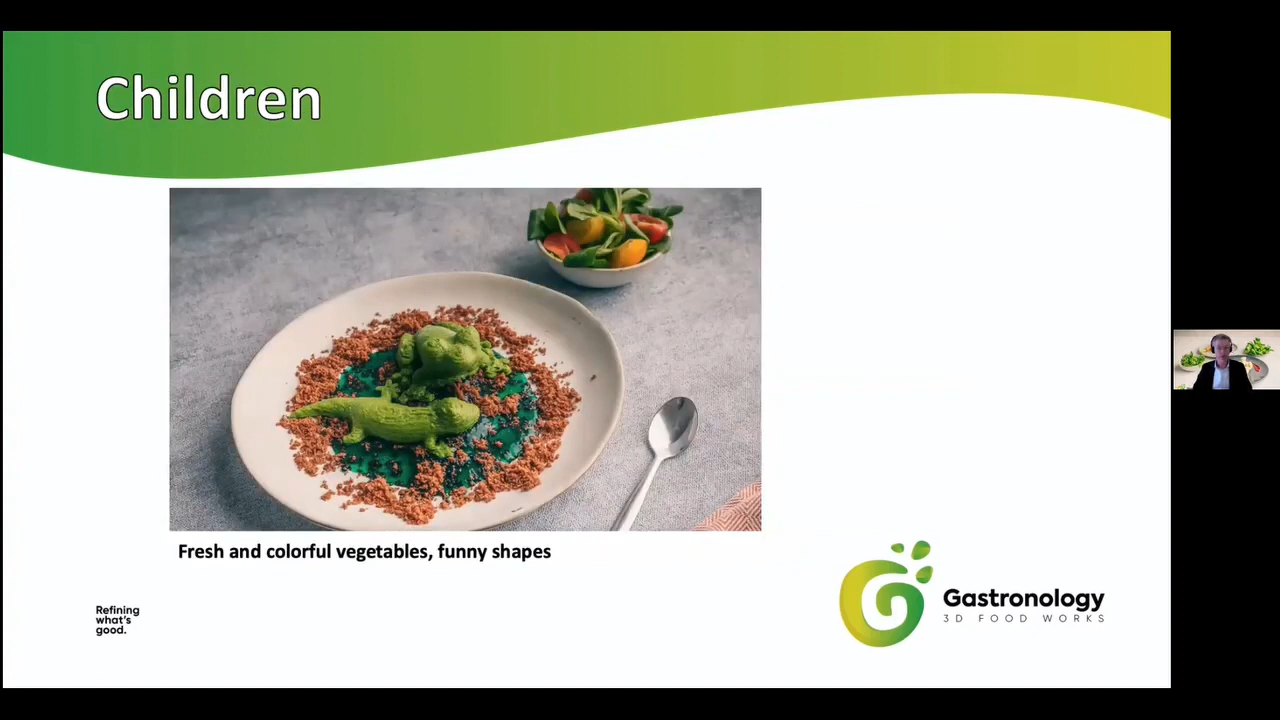 Children
Fresh and colorful vegetables, funny shapes
Refining
what's
good.
Gastronology
3D FOOD WORKS